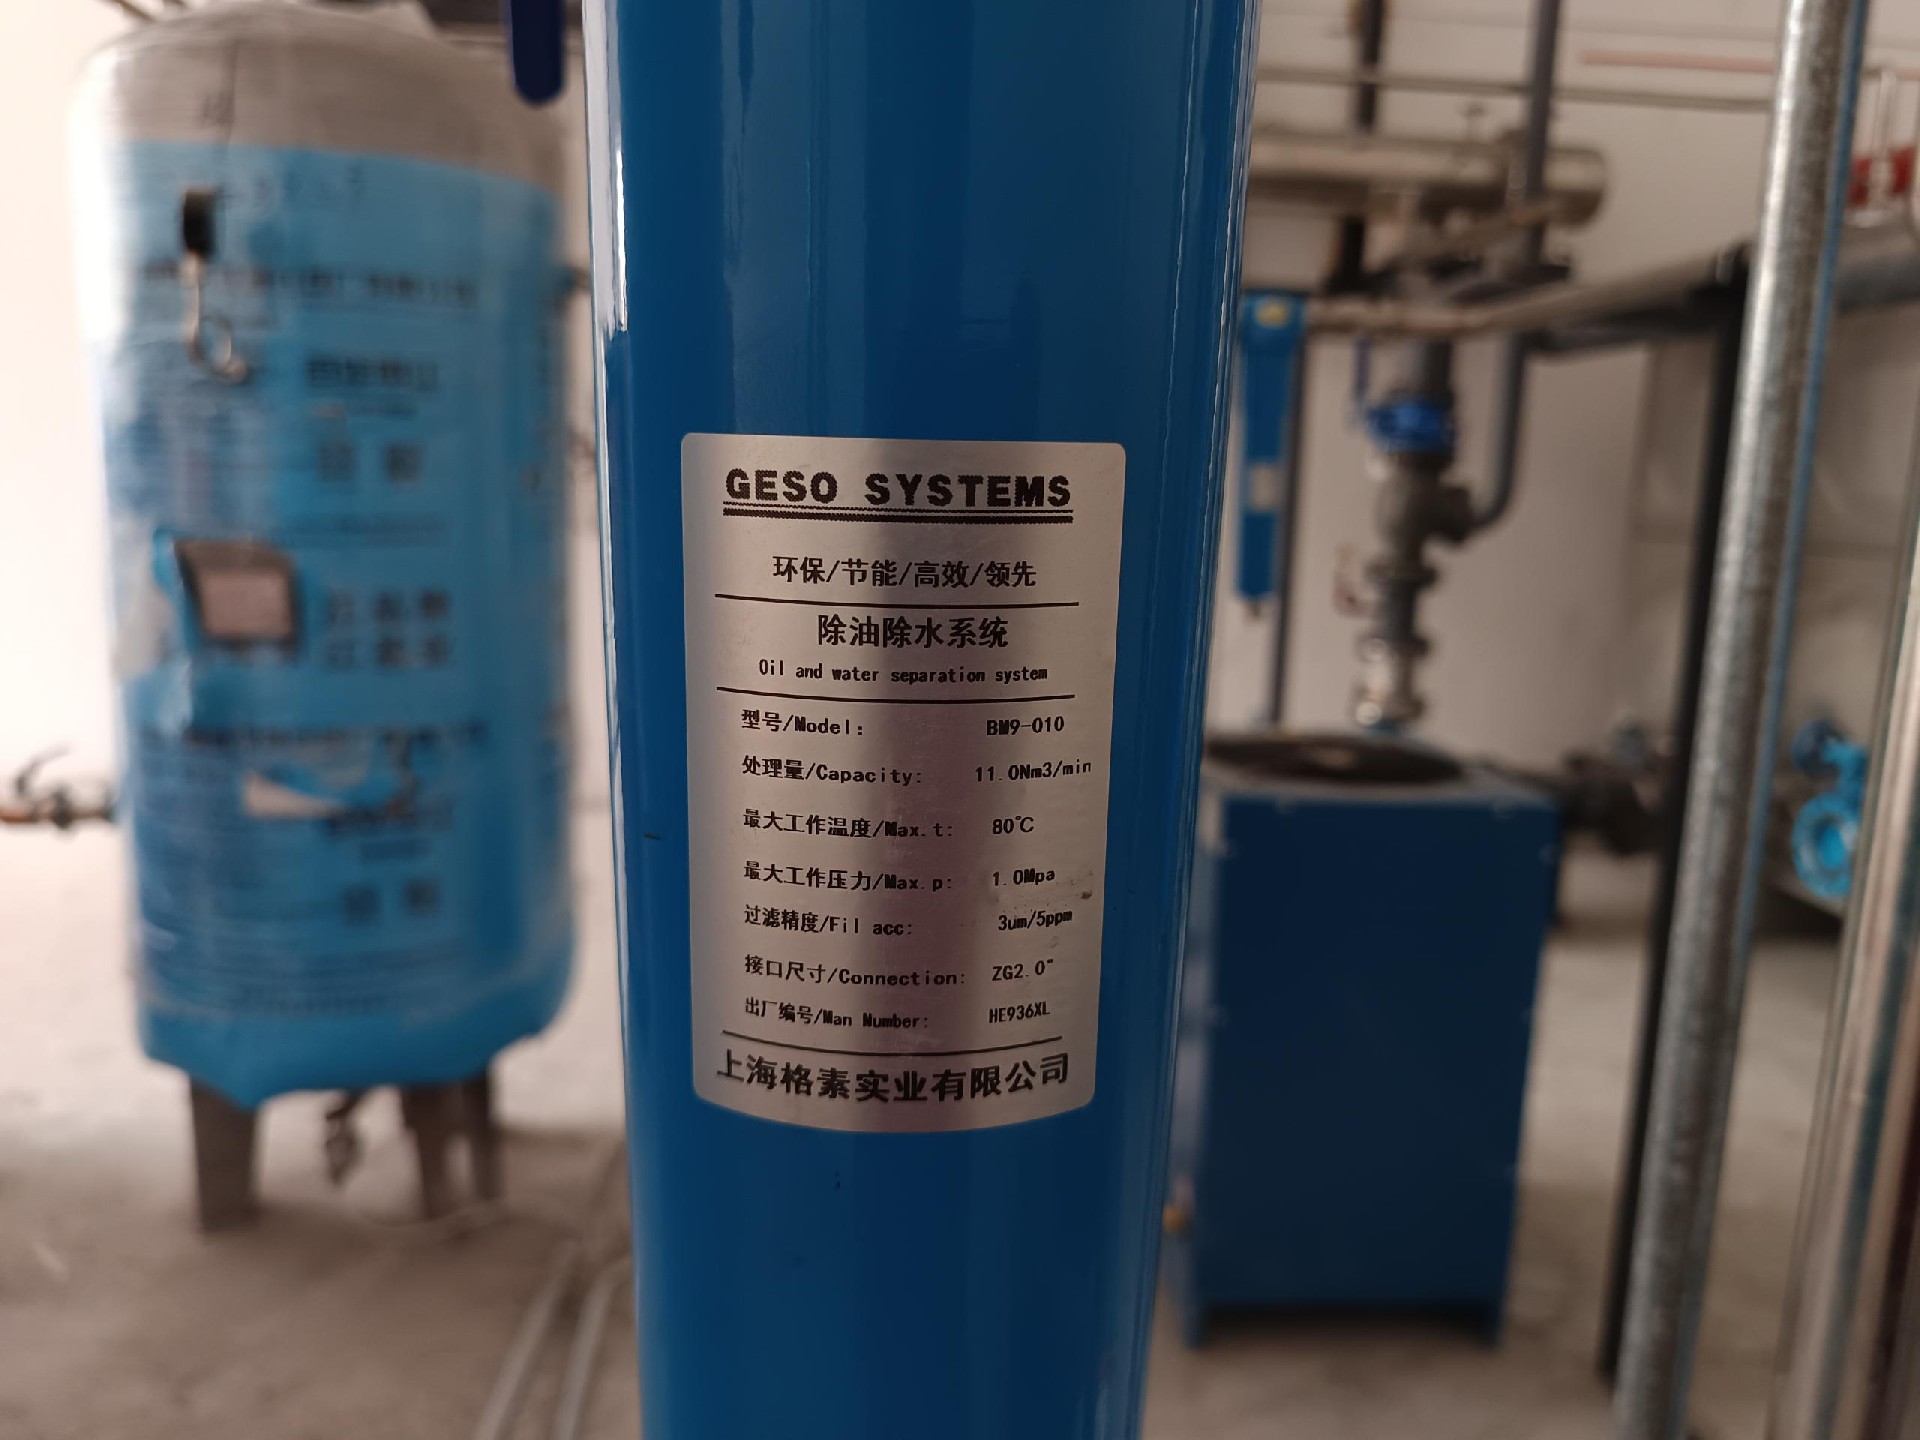 GESO SYSTEMS
环保/节能/高效/领先
除油除水系统
Oil and water separation system
型号/Model: BM9-010
处理量/Capacity: 11.0Nm3/min
最大工作温度/Max.t: 80℃
最大工作压力/Max.p: 1.0Mpa
过滤精度/Fil acc: 3um/5ppm
接口尺寸/Connection: ZG2.0"
出厂编号/Man Number: HE936XL
上海格素实业有限公司